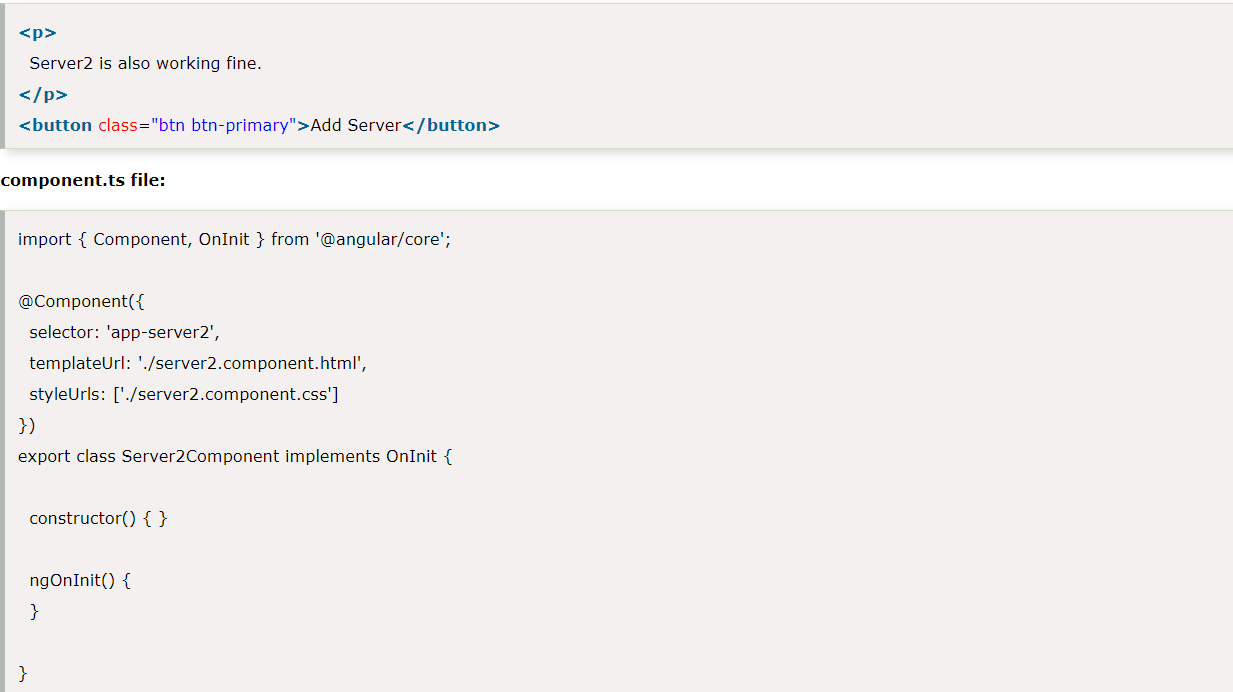 <p>
Server2 is also working fine.
</p>
<button class="btn btn-primary">Add Server</button>
component.ts file:
import { Component, OnInit } from '@angular/core';
@Component({
selector: 'app-server2',
templateUrl: './server2.component.html',
styleUrls: ['./server2.component.css']
})
export class Server2Component implements OnInit {
constructor() { }
ngOnInit() {
}
}